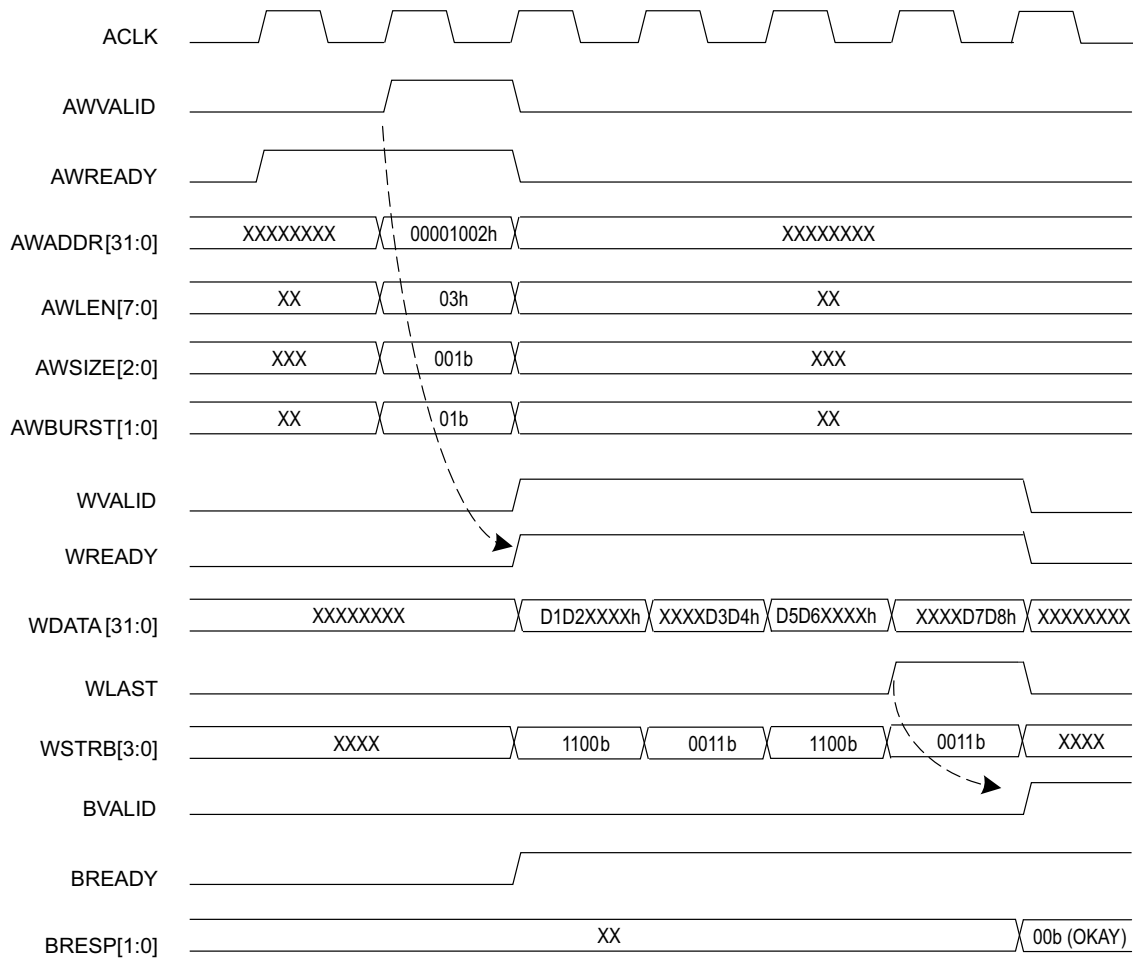 ACLK
AWVALID
AWREADY
AWADDR[31:0] XXXXXXXX 00001002h XXXXXXXX
AWLEN[7:0] XX 03h XX
AWSIZE[2:0] XXX 001b XXX
AWBURST[1:0] XX 01b XX
WVALID
WREADY
WDATA[31:0] XXXXXXXX D1D2XXXXh XXXXD3D4h D5D6XXXXh XXXXD7D8h XXXXXXXX
WLAST
WSTRB[3:0] XXXX 1100b 0011b 1100b 0011b XXXX
BVALID
BREADY
BRESP[1:0] XX 00b (OKAY)